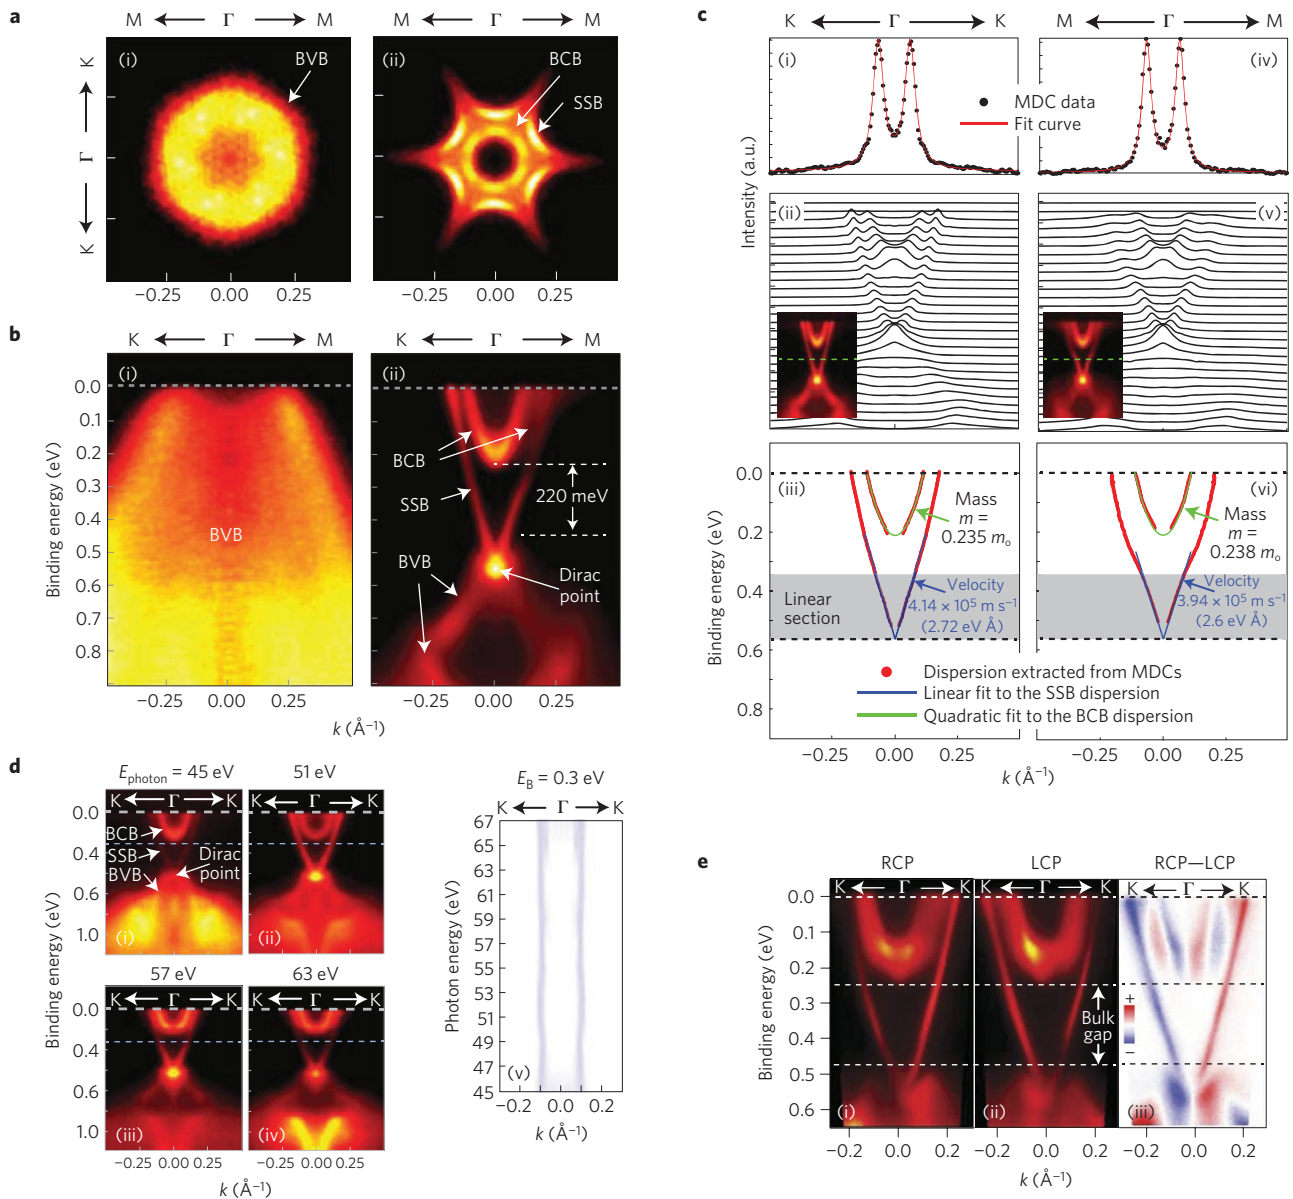 a
M Γ M
M Γ M
K Γ K
(i)
BVB
(ii)
BCB
SSB
−0.25 0.00 0.25
−0.25 0.00 0.25
b
K Γ M
K Γ M
Binding energy (eV)
0.0
0.1
0.2
0.3
0.4
0.5
0.6
0.7
0.8
(i)
BVB
(ii)
BCB
220 meV
SSB
BVB
Dirac
point
−0.25 0.00 0.25
−0.25 0.00 0.25
k (Å⁻¹)
c
K Γ K
M Γ M
Intensity (a.u.)
(i)
(iv)
MDC data
Fit curve
(ii)
(v)
Binding energy (eV)
0.0
0.2
0.4
0.6
0.8
(iii)
Mass
m =
0.235 mₒ
Velocity
4.14 × 10⁵ m s⁻¹
(2.72 eV Å)
Linear
section
(vi)
Mass
m =
0.238 mₒ
Velocity
3.94 × 10⁵ m s⁻¹
(2.6 eV Å)
Dispersion extracted from MDCs
Linear fit to the SSB dispersion
Quadratic fit to the BCB dispersion
−0.25 0.00 0.25
−0.25 0.00 0.25
k (Å⁻¹)
d
Ephoton = 45 eV
51 eV
K Γ K
K Γ K
Binding energy (eV)
0.0
0.4
0.6
1.0
BCB
SSB
BVB
Dirac
point
(i)
(ii)
57 eV
63 eV
K Γ K
K Γ K
0.0
0.4
0.6
1.0
(iii)
(iv)
−0.25 0.00 0.25
−0.25 0.00 0.25
k (Å⁻¹)
EB = 0.3 eV
K Γ K
Photon energy (eV)
67
65
63
61
59
57
55
53
51
49
47
45
(v)
−0.2 0.0 0.2
k (Å⁻¹)
e
RCP LCP RCP—LCP
K Γ K
K Γ K
K Γ K
Binding energy (eV)
0.0
0.1
0.2
0.3
0.4
0.5
0.6
Bulk
gap
+
−
(i)
(ii)
(iii)
−0.2 0.0 0.2
−0.2 0.0 0.2
−0.2 0.0 0.2
k (Å⁻¹)